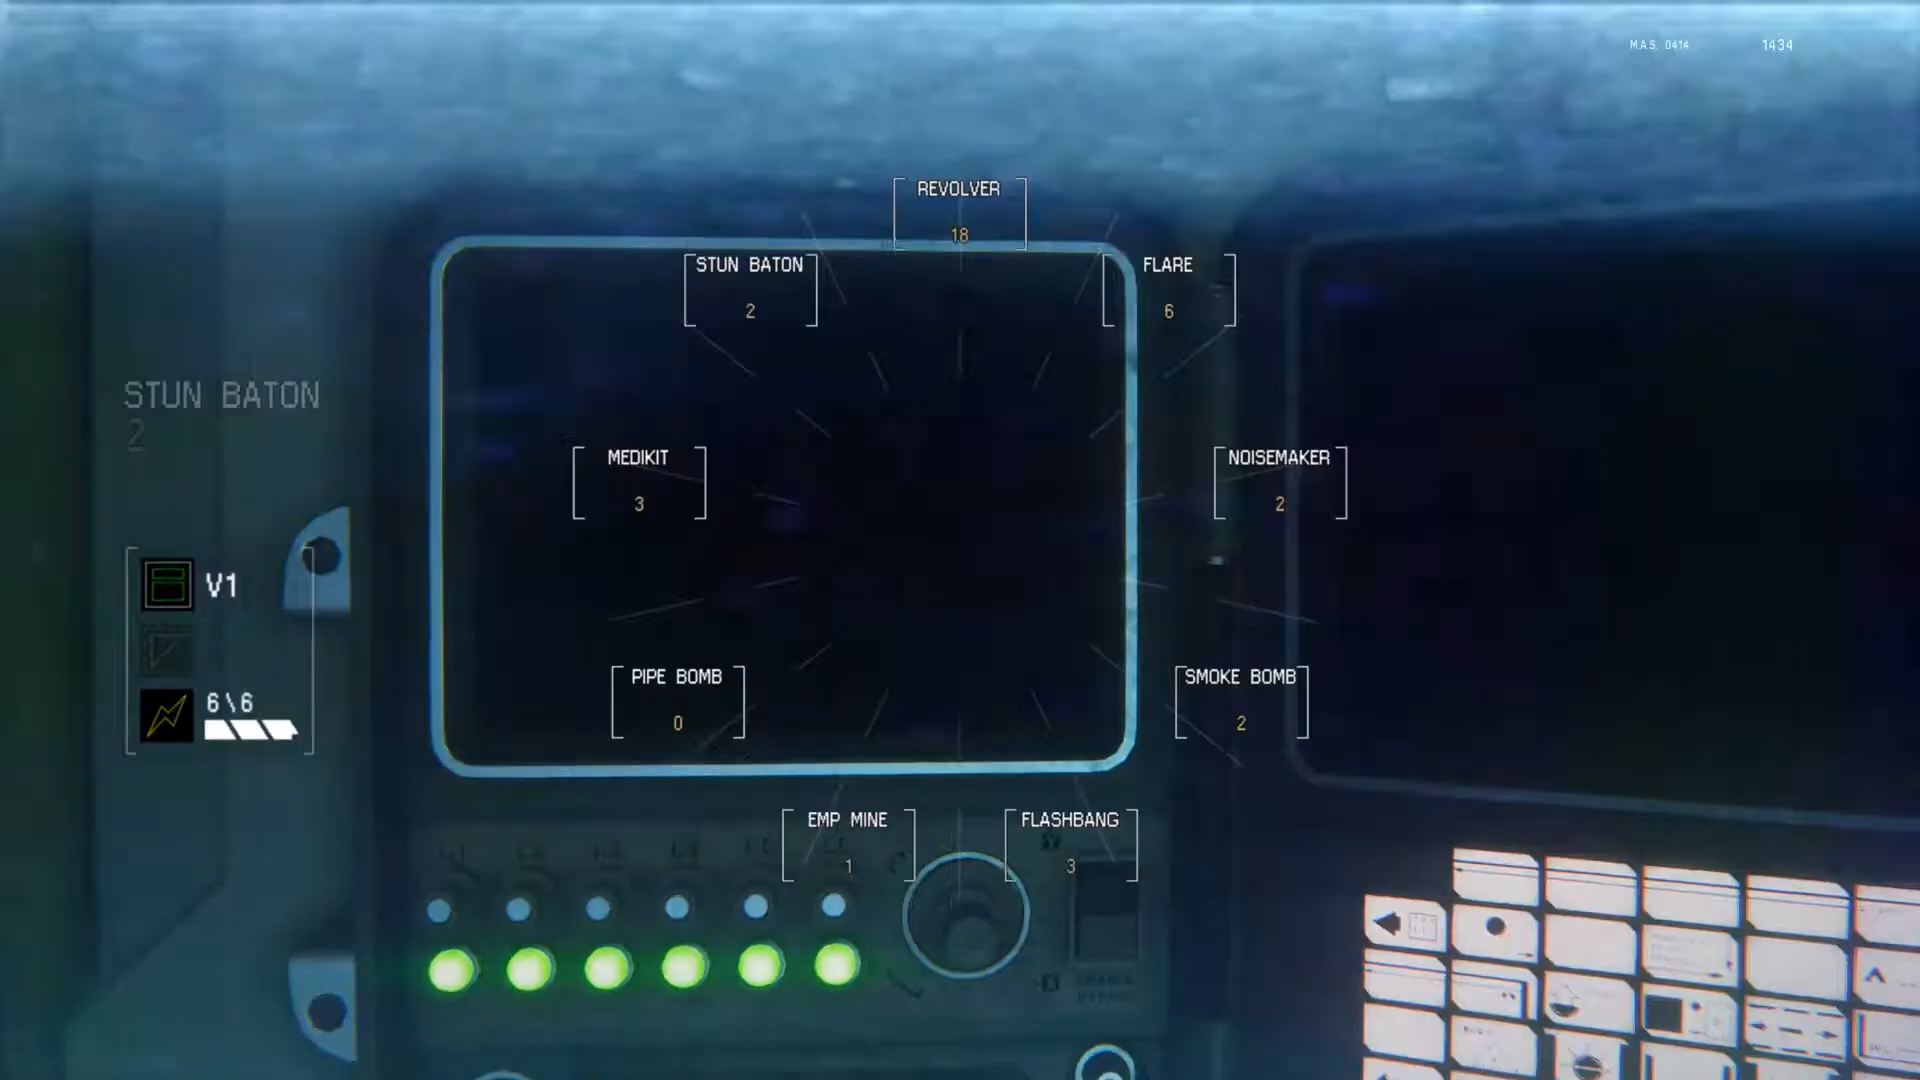 M.A.S. 0414 1434
REVOLVER
18
STUN BATON
2
FLARE
6
STUN BATON
2
MEDIKIT
3
NOISEMAKER
2
V1
6\6
PIPE BOMB
0
SMOKE BOMB
2
EMP MINE
1
FLASHBANG
3